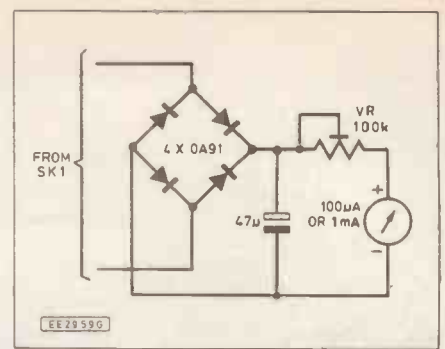 FROM
SK1
4 X OA91
47µ
VR
100k
+
100µA
OR 1mA
-
EE2959G